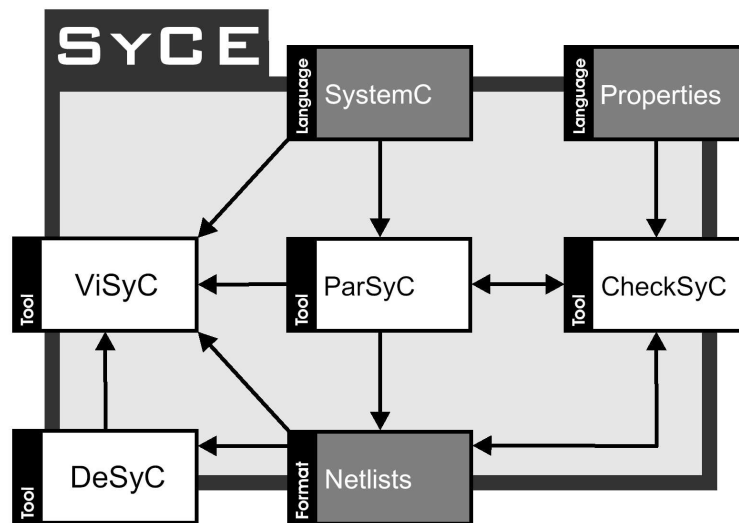 SyCE
Language
SystemC
Language
Properties
Tool
ViSyC
Tool
ParSyC
Tool
CheckSyC
Tool
DeSyC
Format
Netlists